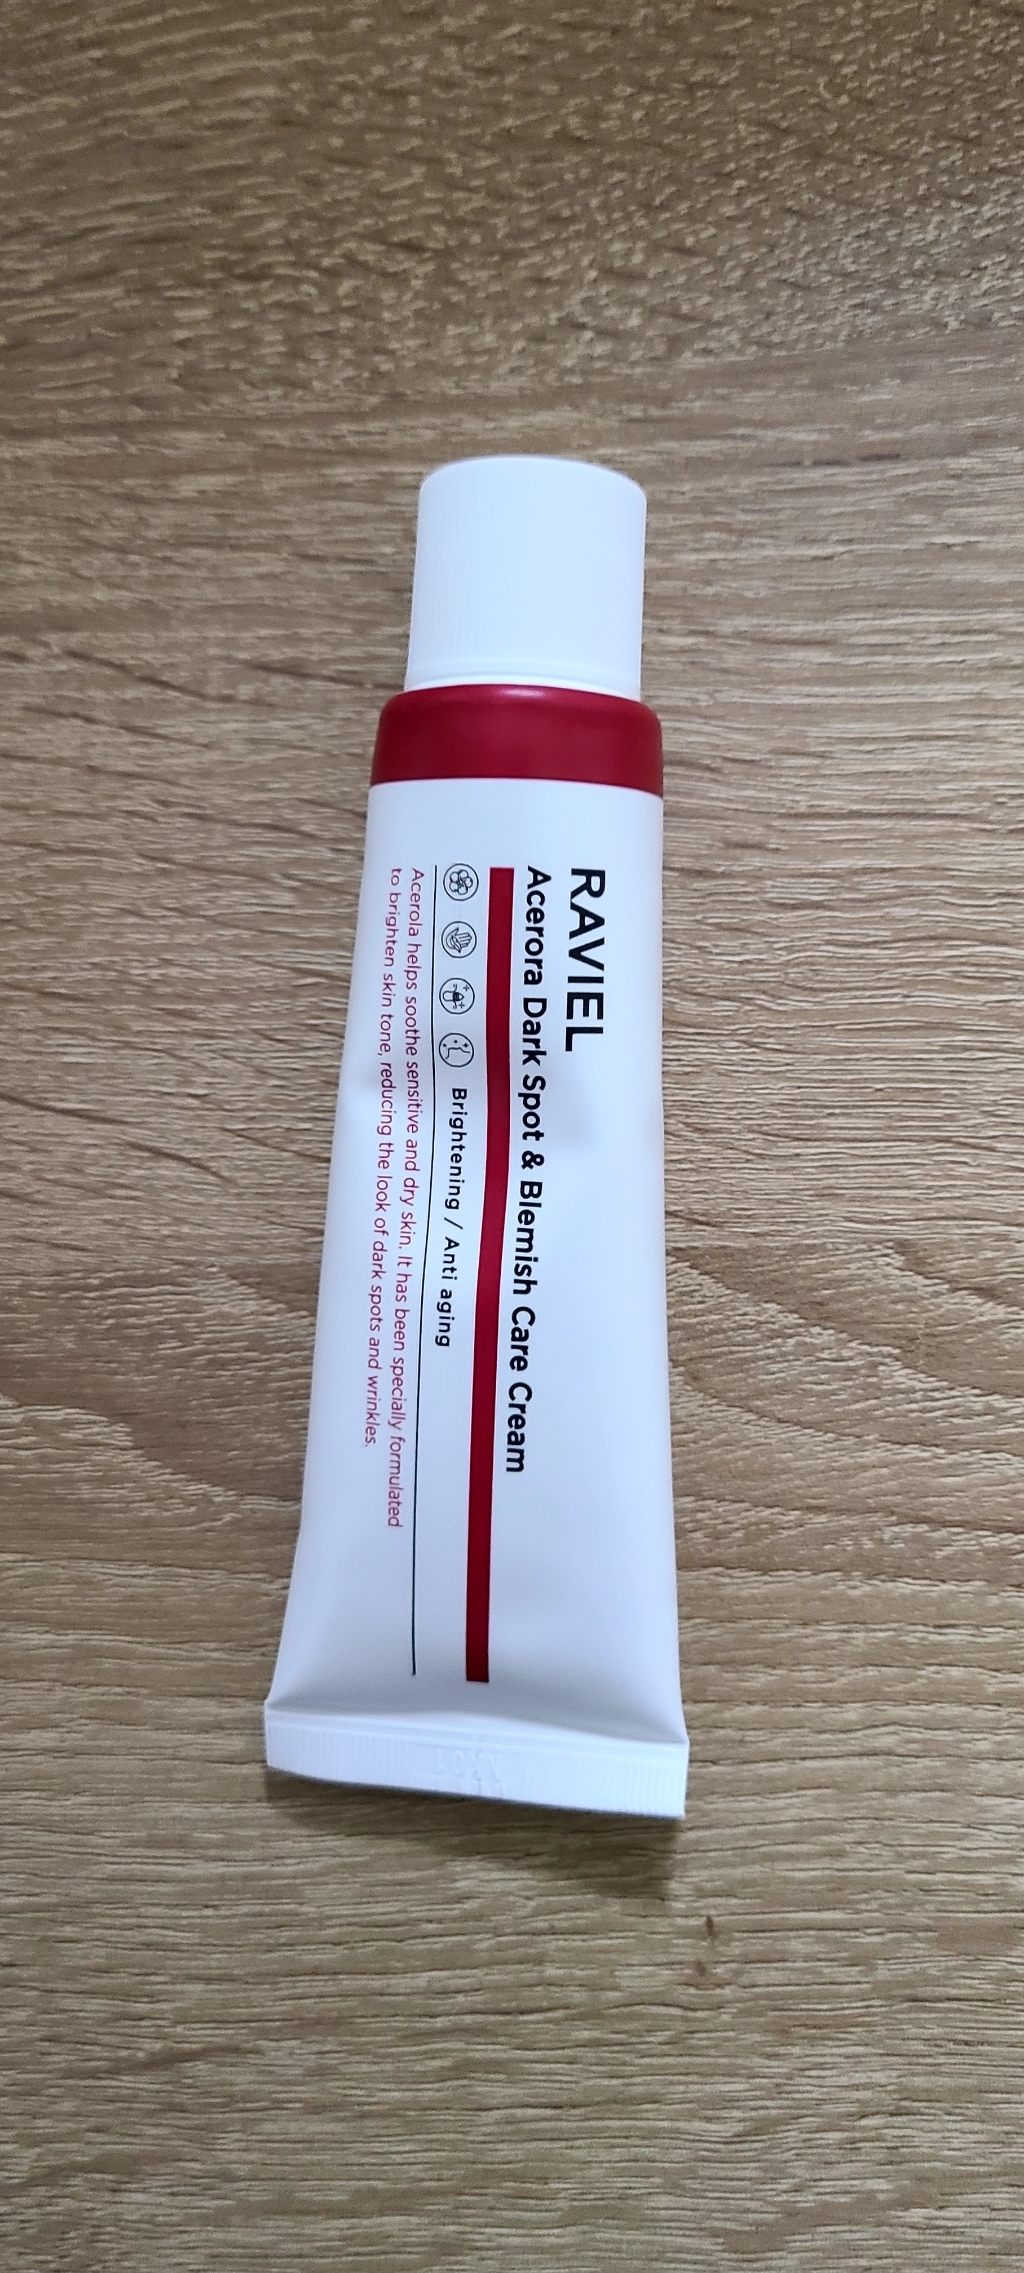 RAVIEL
Acerora Dark Spot & Blemish Care Cream
Brightening / Anti aging
Acerola helps soothe sensitive and dry skin. It has been specially formulated
to brighten skin tone, reducing the look of dark spots and wrinkles.